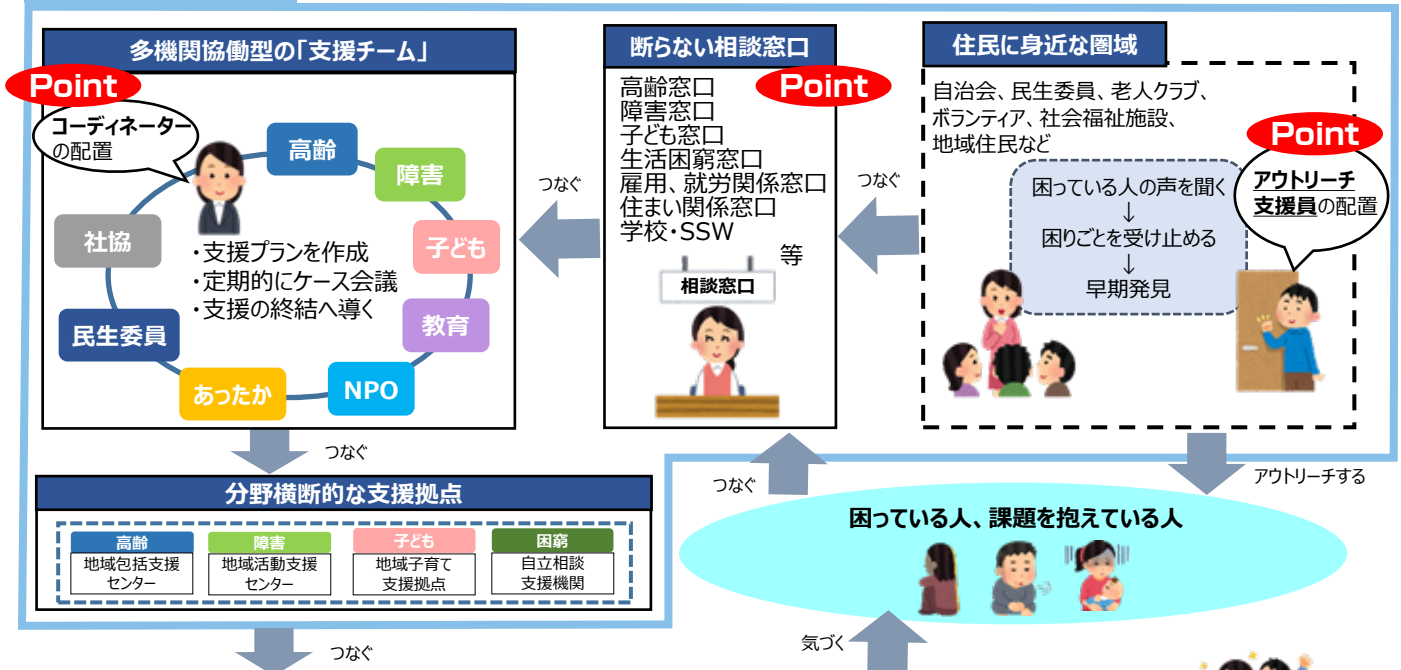 多機関協働型の「支援チーム」
Point
コーディネーター
の配置
高齢
障害
子ども
教育
NPO
あったか
民生委員
社協
・支援プランを作成
・定期的にケース会議
・支援の終結へ導く
つなぐ
断らない相談窓口
Point
高齢窓口
障害窓口
子ども窓口
生活困窮窓口
雇用、就労関係窓口
住まい関係窓口
学校・SSW
等
相談窓口
つなぐ
住民に身近な圏域
自治会、民生委員、老人クラブ、
ボランティア、社会福祉施設、
地域住民など
Point
アウトリーチ
支援員の配置
困っている人の声を聞く
↓
困りごとを受け止める
↓
早期発見
つなぐ
分野横断的な支援拠点
高齢
地域包括支援
センター
障害
地域活動支援
センター
子ども
地域子育て
支援拠点
困窮
自立相談
支援機関
つなぐ
つなぐ
アウトリーチする
困っている人、課題を抱えている人
気づく